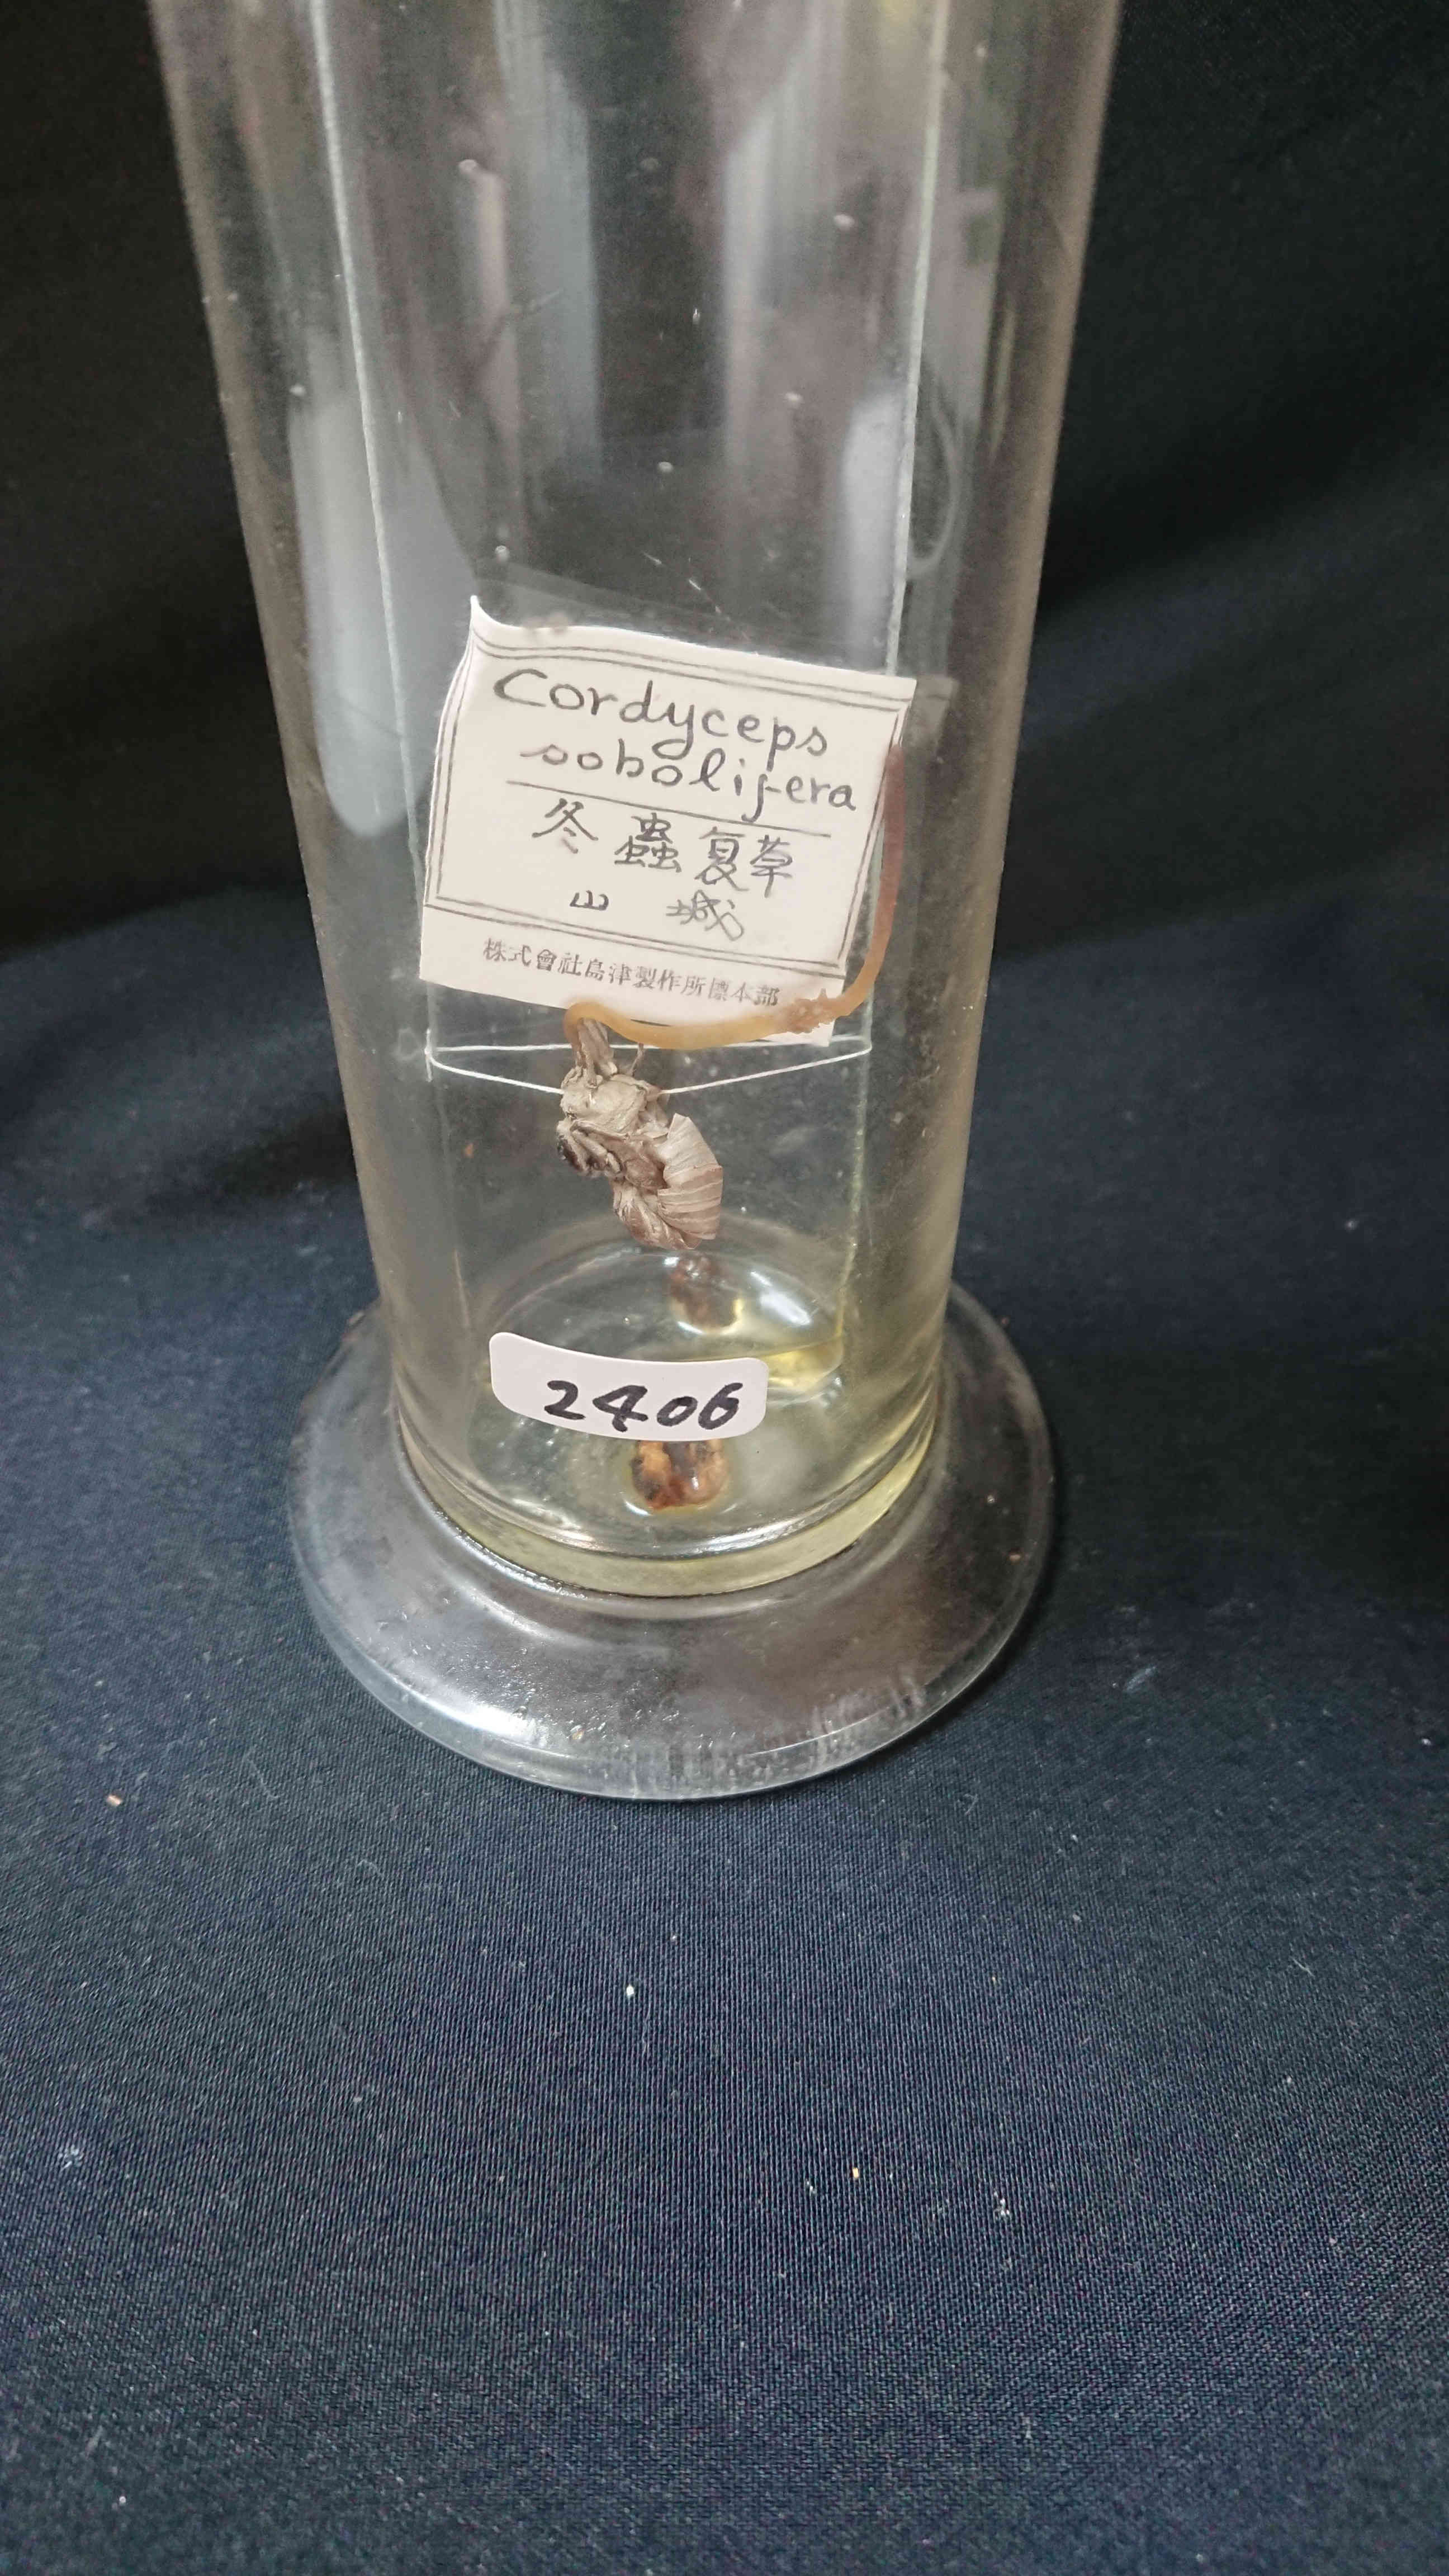 Cordyceps
sobolifera
冬蟲夏草
山 城
株式會社島津製作所標本部
2406